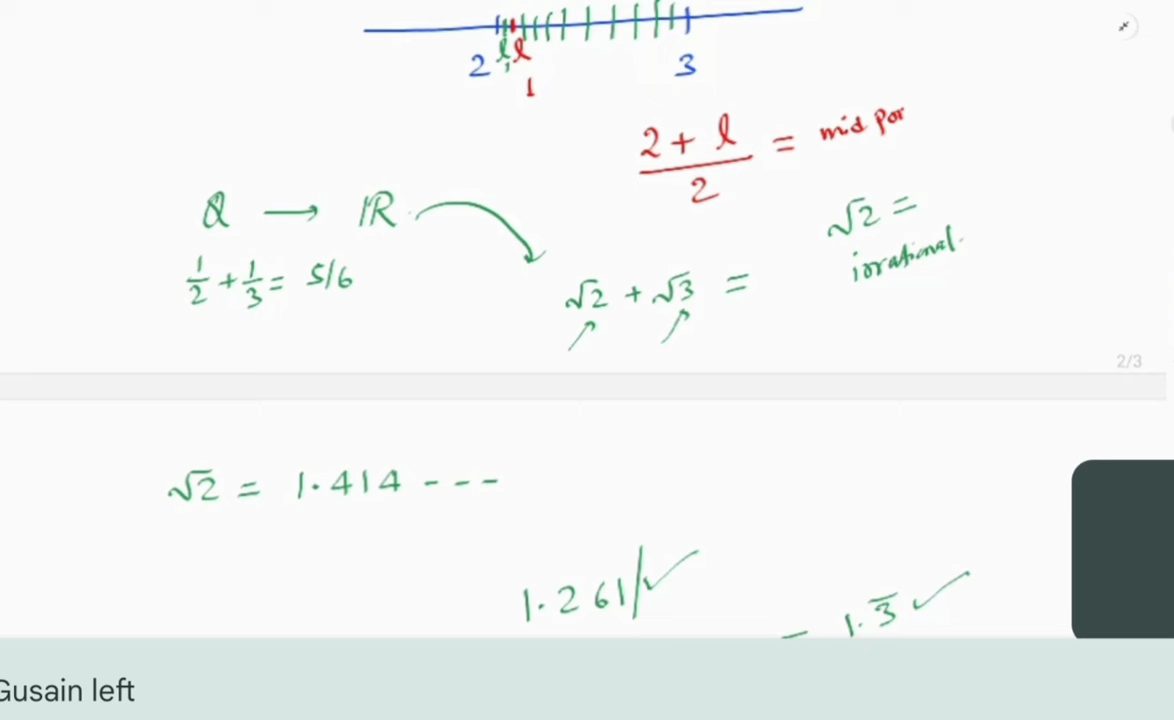 2 l, l 3
1
2 + l / 2 = mid por
Q → IR
√2 =
irrational.
1/2 + 1/3 = 5/6
√2 + √3 =
2/3
√2 = 1.414 - - -
1.261/✓
– 1.3̅ ✓
Gusain left